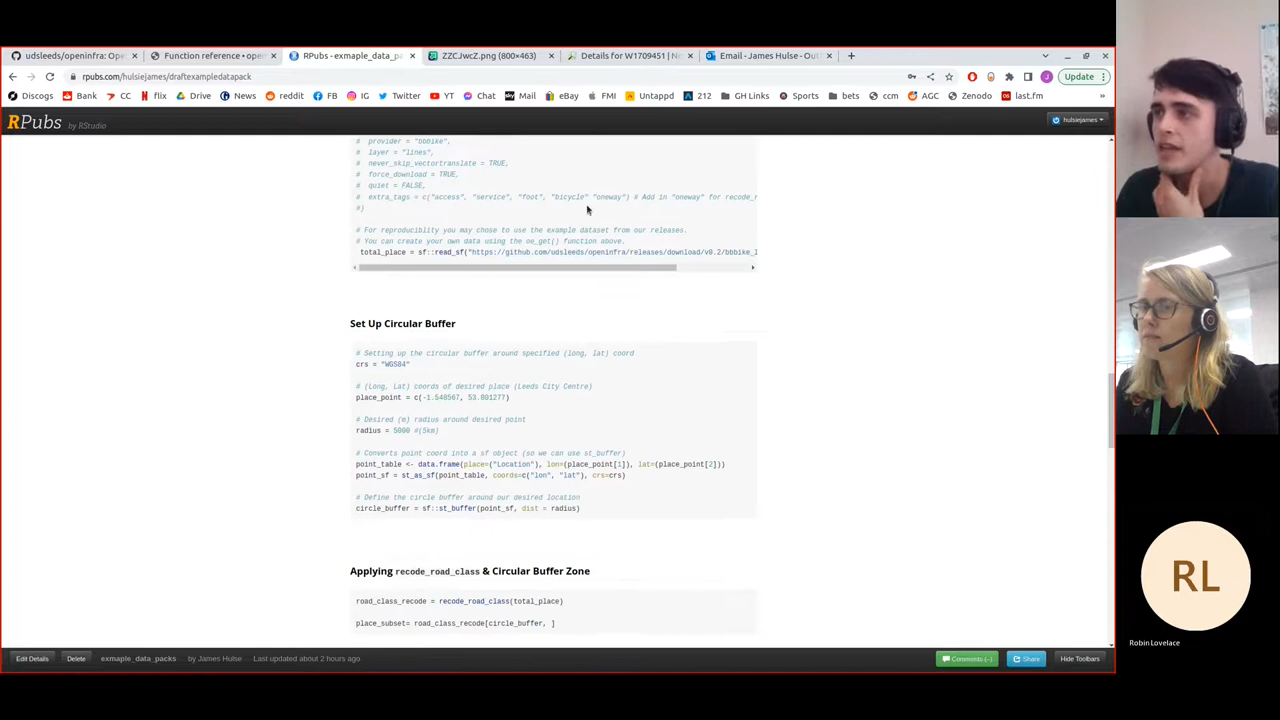 udsleeds/openinfra: Ope
Function reference • open
RPubs - exmaple_data_pa
ZZCJwcZ.png (800×463)
Details for W1709451 | Ne
Email - James Hulse - Out
rpubs.com/hulsiejames/draftexampledatapack
J
Update
Discogs
Bank
CC
flix
Drive
News
reddit
FB
IG
Twitter
YT
Chat
Sky Mail
eBay
FMI
Untappd
212
GH Links
Sports
bets
ccm
AGC
Zenodo
last.fm
RPubs by RStudio
hulsiejames
# provider = "bbbike",
# layer = "lines",
# never_skip_vectortranslate = TRUE,
# force_download = TRUE,
# quiet = FALSE,
# extra_tags = c("access", "service", "foot", "bicycle" "oneway") # Add in "oneway" for recode_r
#)
# For reproduciblity you may chose to use the example dataset from our releases.
# You can create your own data using the oe_get() function above.
total_place = sf::read_sf("https://github.com/udsleeds/openinfra/releases/download/v0.2/bbbike_l
Set Up Circular Buffer
# Setting up the circular buffer around specified (long, lat) coord
crs = "WGS84"
# (Long, Lat) coords of desired place (Leeds City Centre)
place_point = c(-1.548567, 53.801277)
# Desired (m) radius around desired point
radius = 5000 #(5km)
# Converts point coord into a sf object (so we can use st_buffer)
point_table <- data.frame(place=("Location"), lon=(place_point[1]), lat=(place_point[2]))
point_sf = st_as_sf(point_table, coords=c("lon", "lat"), crs=crs)
# Define the circle buffer around our desired location
circle_buffer = sf::st_buffer(point_sf, dist = radius)
Applying recode_road_class & Circular Buffer Zone
road_class_recode = recode_road_class(total_place)
place_subset= road_class_recode[circle_buffer, ]
Edit Details
Delete
exmaple_data_packs
by James Hulse
Last updated about 2 hours ago
Comments (–)
Share
Hide Toolbars
RL
Robin Lovelace